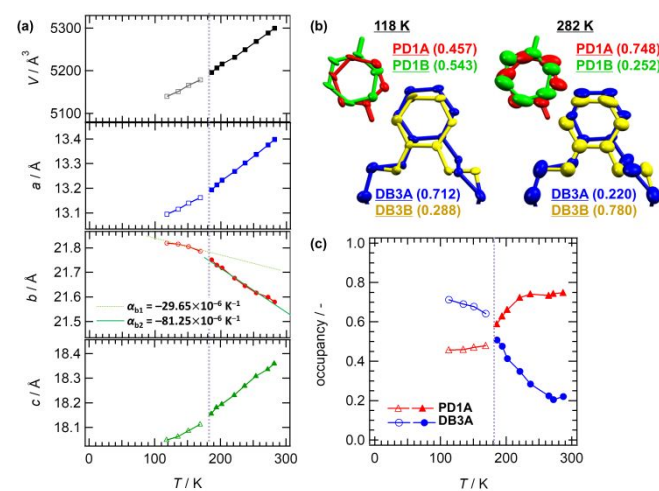 (a)
5300
5200
5100
V / Å³
13.4
13.3
13.2
13.1
a / Å
21.8
21.7
21.6
21.5
b / Å
α_b1 = −29.65×10⁻⁶ K⁻¹
α_b2 = −81.25×10⁻⁶ K⁻¹
18.4
18.3
18.2
18.1
c / Å
0 100 200 300
T / K
(b) 118 K 282 K
PD1A (0.457) PD1A (0.748)
PD1B (0.543) PD1B (0.252)
DB3A (0.712) DB3A (0.220)
DB3B (0.288) DB3B (0.780)
(c)
1.0
0.8
0.6
0.4
0.2
0.0
occupancy / -
PD1A
DB3A
0 100 200 300
T / K